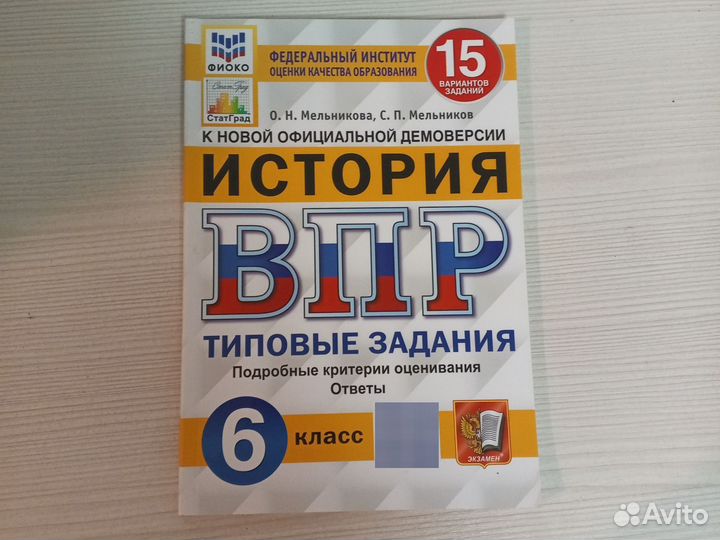 ФИОКО
ФЕДЕРАЛЬНЫЙ ИНСТИТУТ
ОЦЕНКИ КАЧЕСТВА ОБРАЗОВАНИЯ
15
ВАРИАНТОВ
ЗАДАНИЙ
СтатГрад
СтатГрад
О. Н. Мельникова, С. П. Мельников
К НОВОЙ ОФИЦИАЛЬНОЙ ДЕМОВЕРСИИ
ИСТОРИЯ
ВПР
ТИПОВЫЕ ЗАДАНИЯ
Подробные критерии оценивания
Ответы
6 класс
ЭКЗАМЕН
Avito